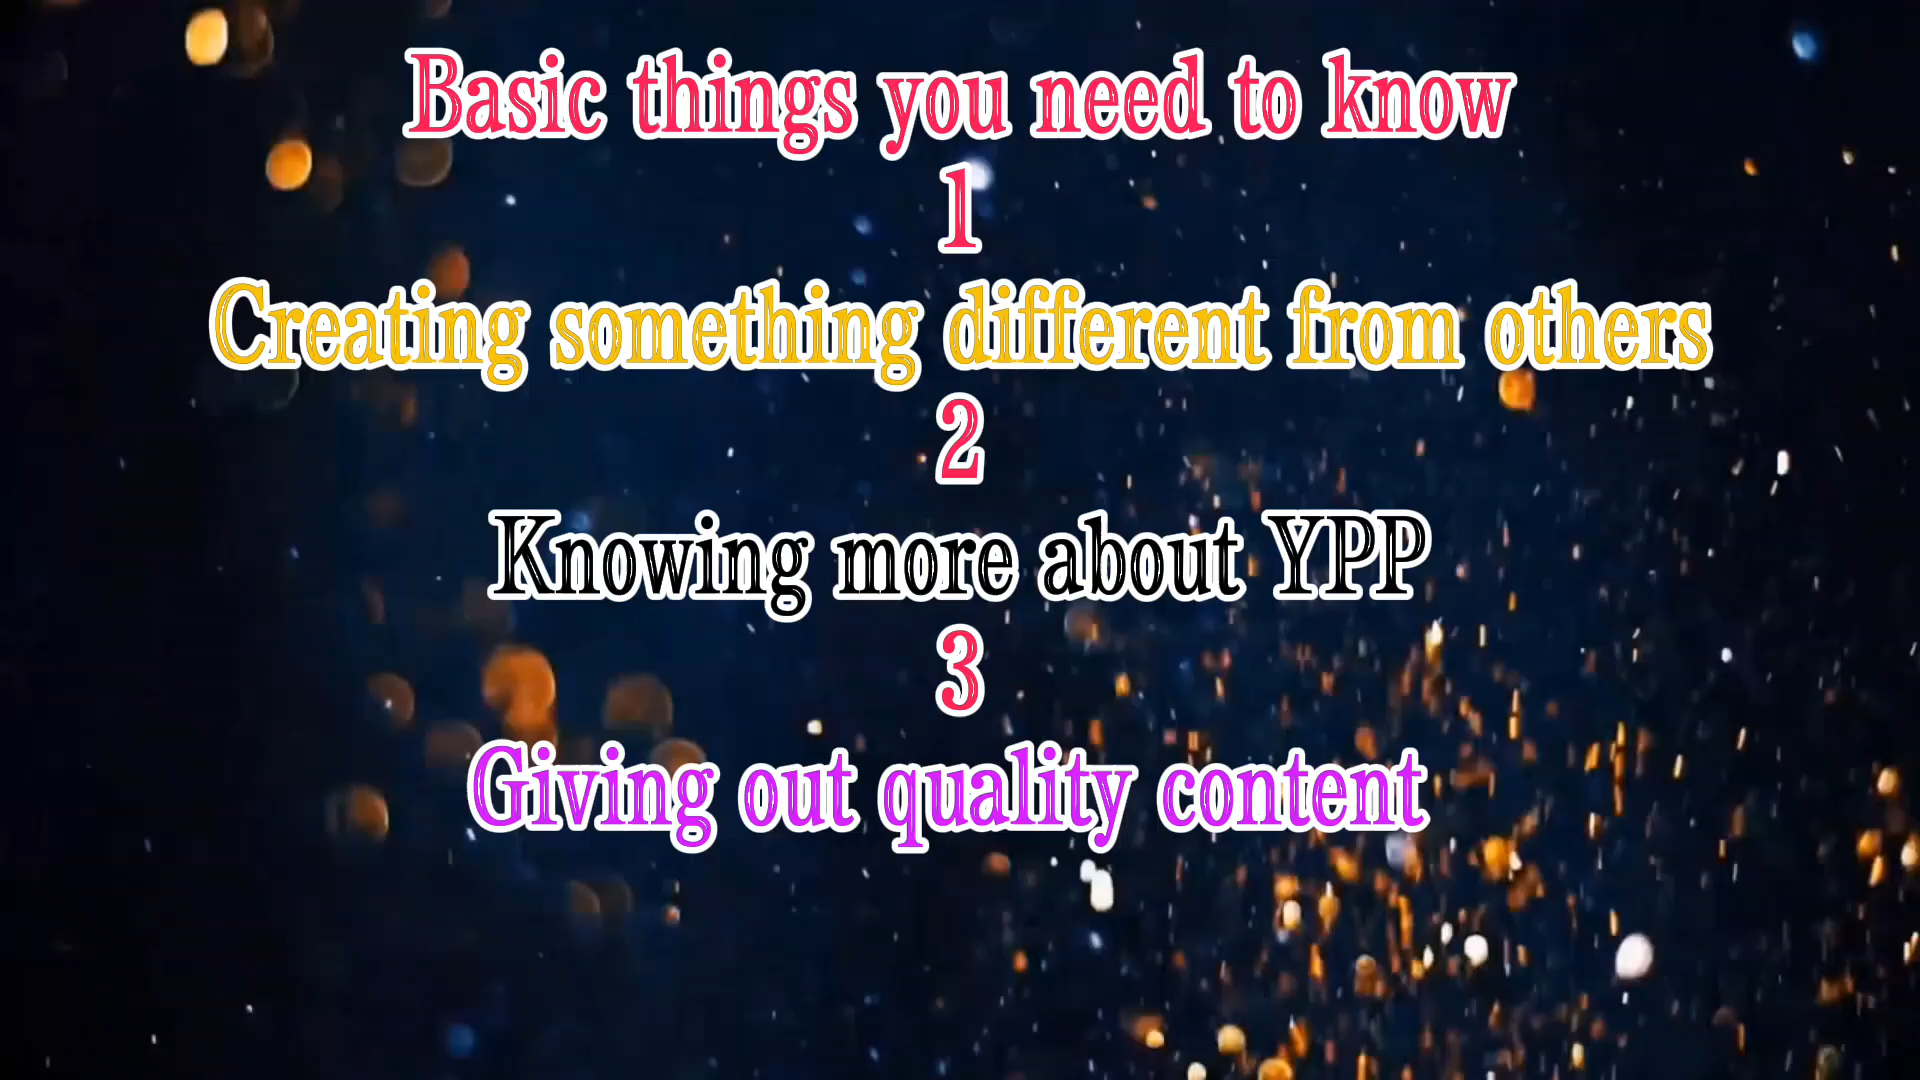 Basic things you need to know
1
Creating something different from others
2
Knowing more about YPP
3
Giving out quality content